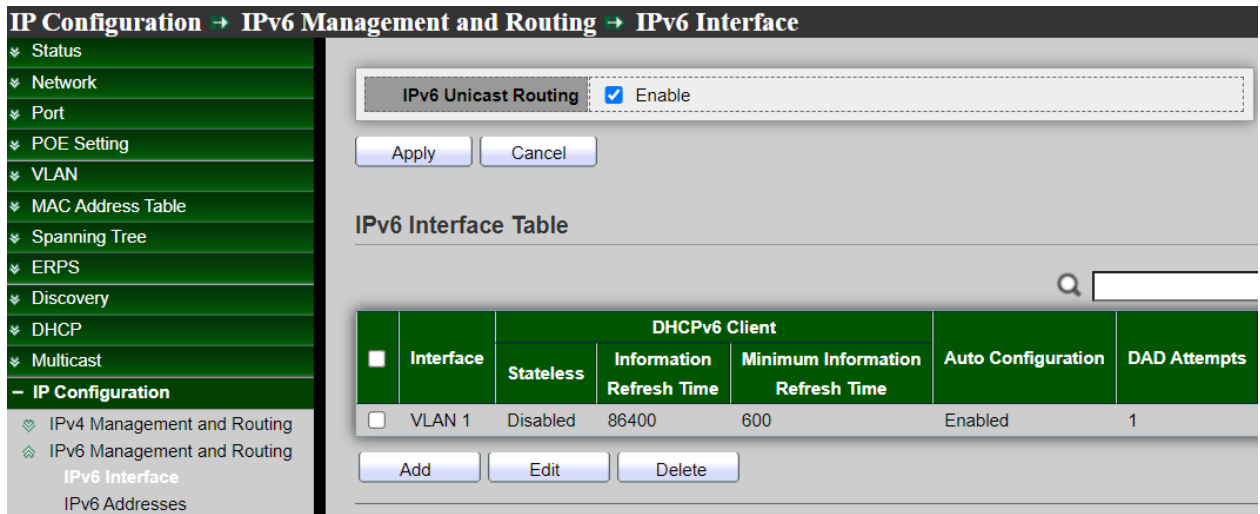 IP Configuration → IPv6 Management and Routing → IPv6 Interface
Status
Network
Port
POE Setting
VLAN
MAC Address Table
Spanning Tree
ERPS
Discovery
DHCP
Multicast
IP Configuration
IPv4 Management and Routing
IPv6 Management and Routing
IPv6 Interface
IPv6 Addresses
IPv6 Unicast Routing Enable
Apply Cancel
IPv6 Interface Table
Interface DHCPv6 Client Auto Configuration DAD Attempts
Stateless Information Refresh Time Minimum Information Refresh Time
VLAN 1 Disabled 86400 600 Enabled 1
Add Edit Delete